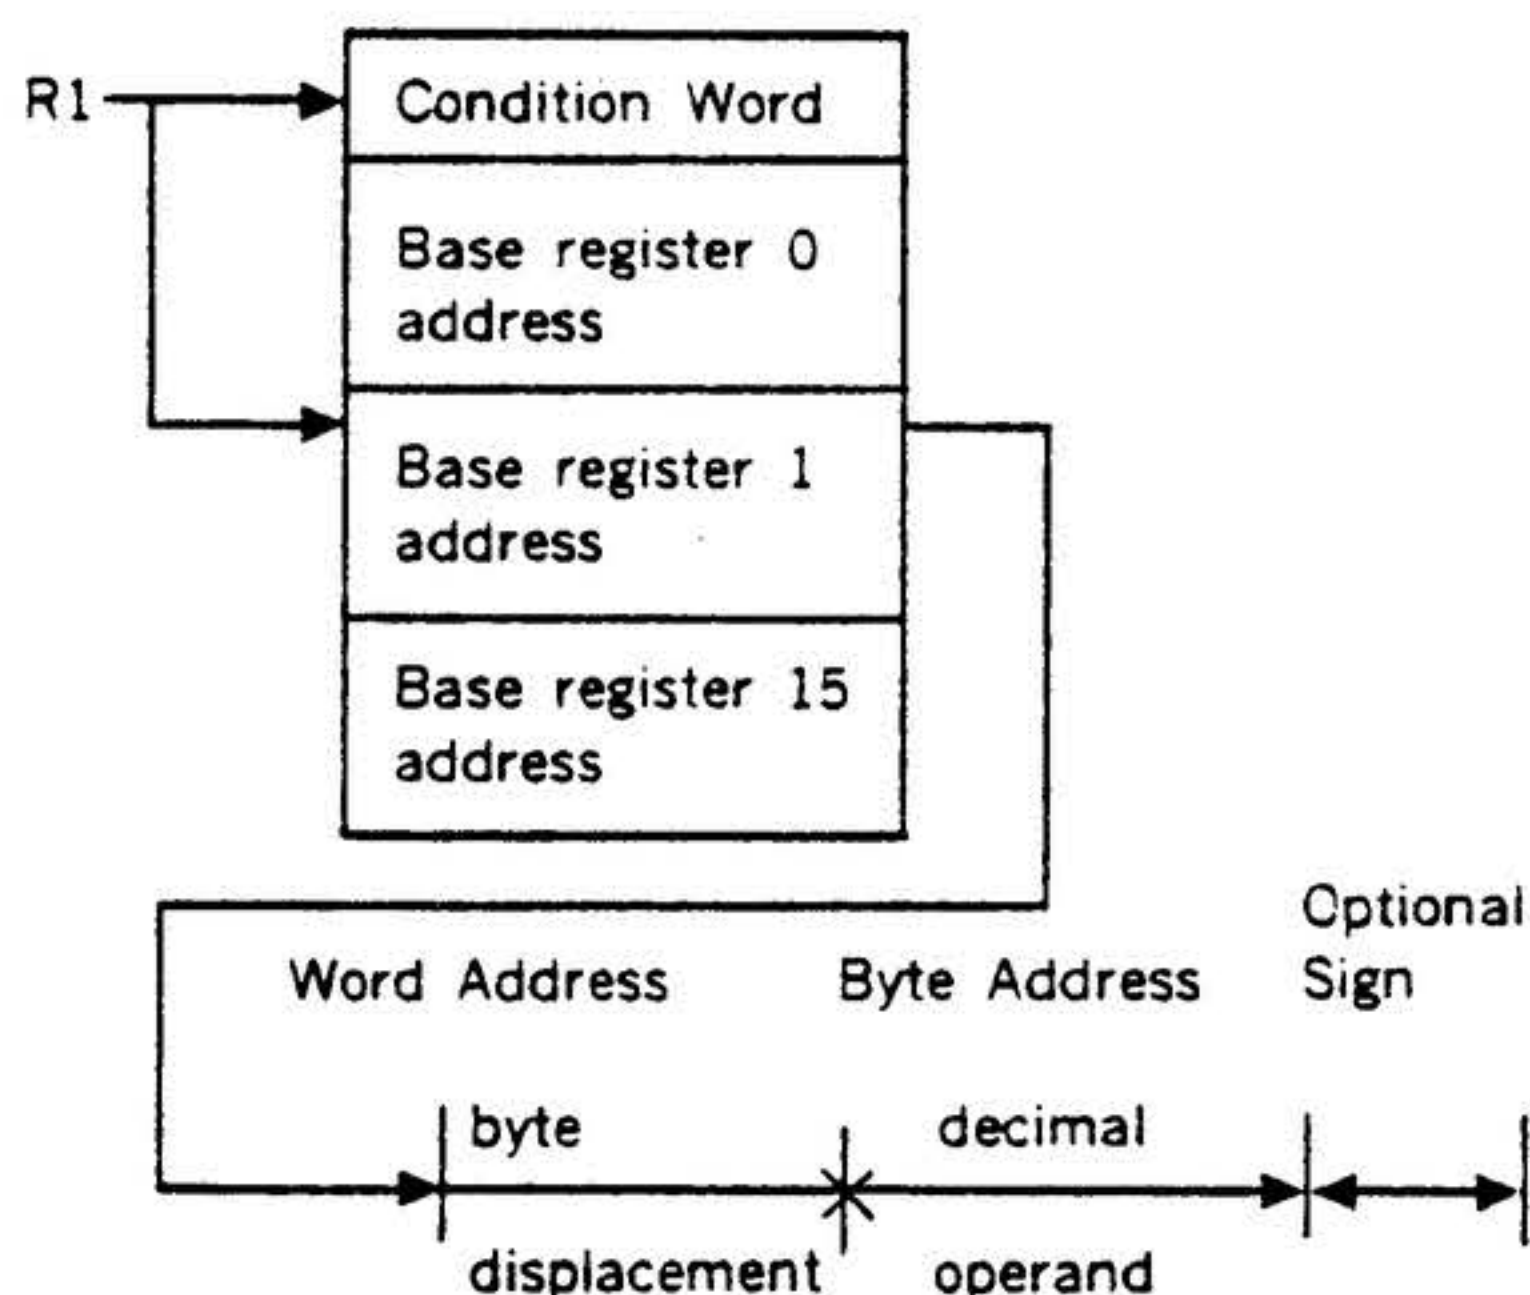 R1
Condition Word
Base register 0
address
Base register 1
address
Base register 15
address
Optional
Sign
Word Address
Byte Address
byte
decimal
displacement
operand